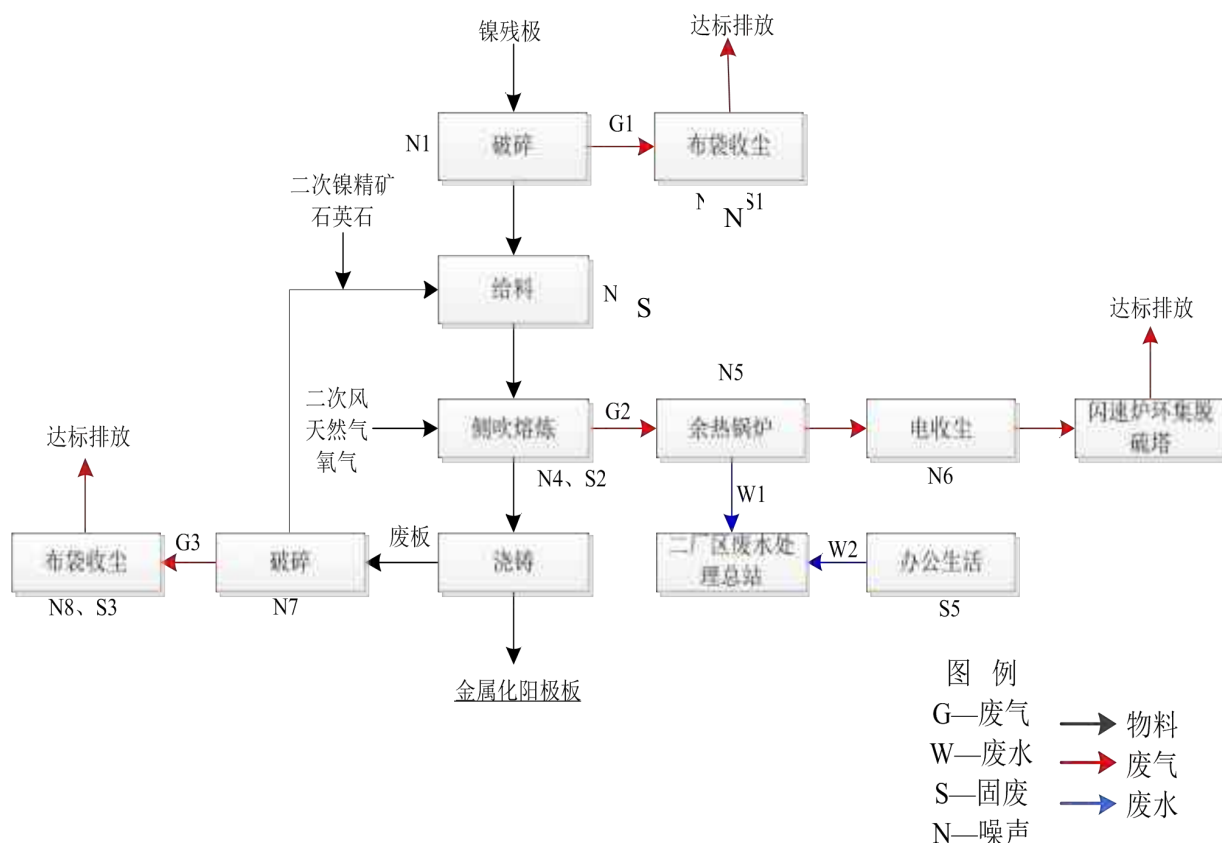 镍残极
达标排放
N1
破碎
G1
布袋收尘
S1
N
二次镍精矿
石英石
给料
N
S
达标排放
N5
二次风
天然气
氧气
侧吹熔炼
G2
余热锅炉
电收尘
闪速炉环集脱
硫塔
N4、S2
N6
达标排放
W1
布袋收尘
G3
破碎
废板
浇铸
二厂区废水处
理总站
W2
办公生活
N8、S3
N7
S5
金属化阳极板
图 例
G—废气
W—废水
S—固废
N—噪声
物料
废气
废水